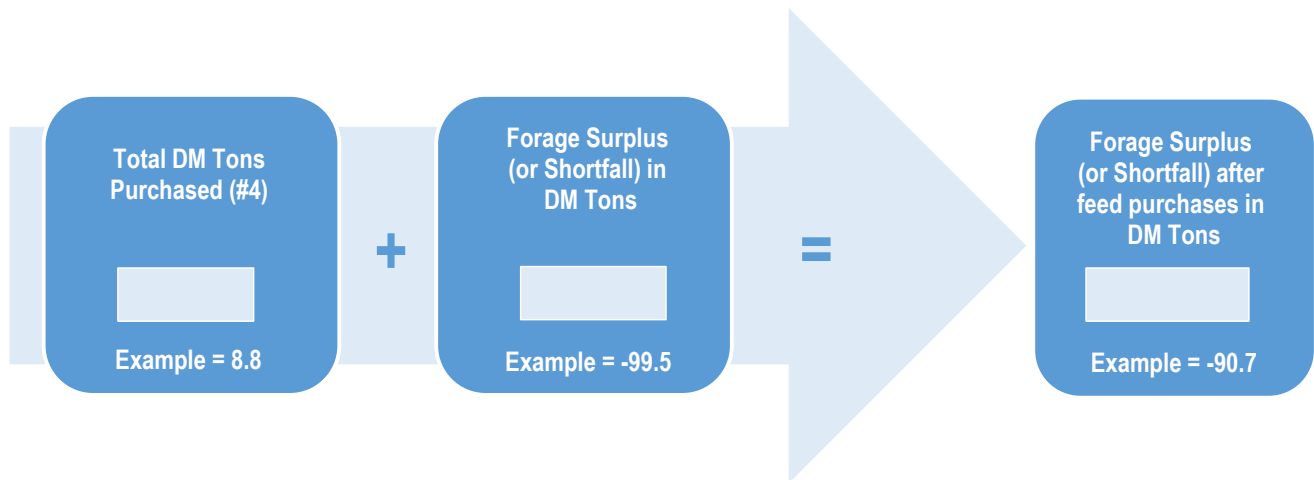 Total DM Tons
Purchased (#4)
Example = 8.8
+
Forage Surplus
(or Shortfall) in
DM Tons
Example = -99.5
=
Forage Surplus
(or Shortfall) after
feed purchases in
DM Tons
Example = -90.7